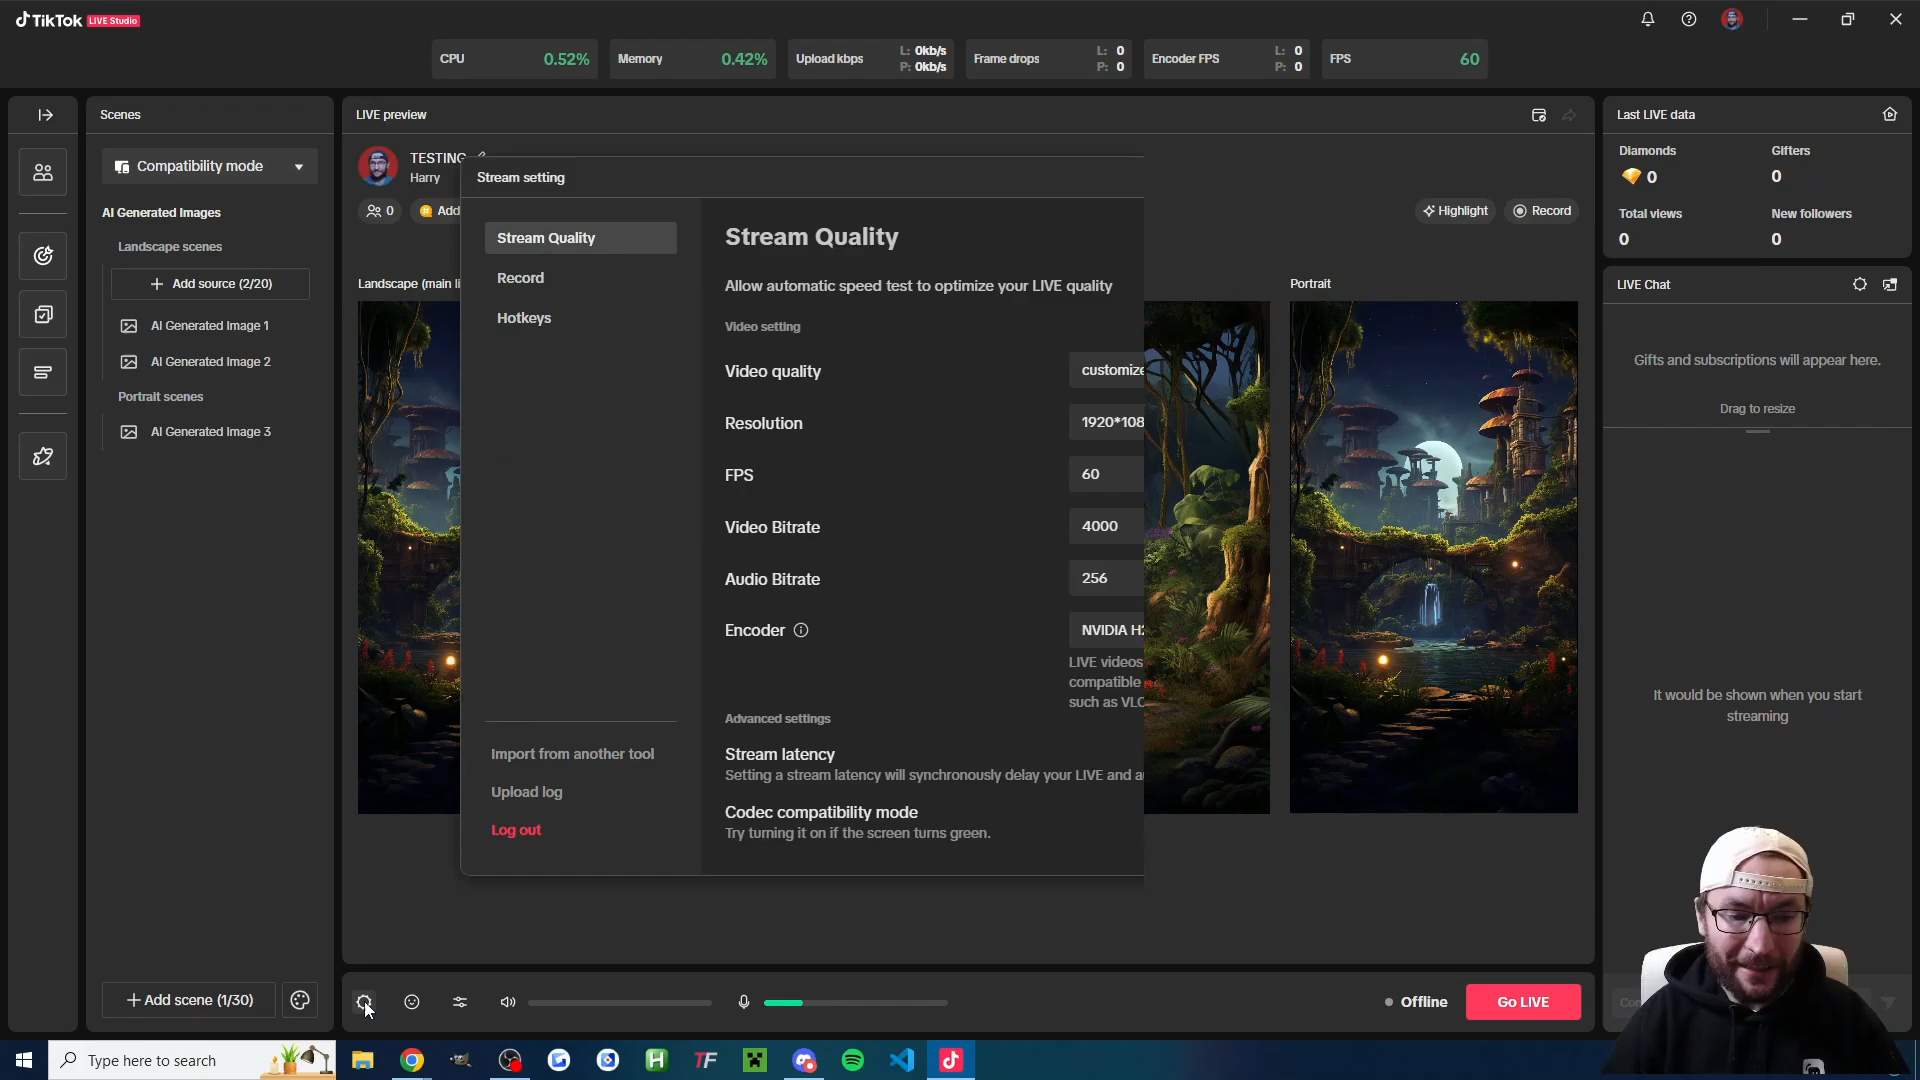 TikTok LIVE Studio
CPU 0.52%
Memory 0.42%
Upload kbps L: 0kb/s
P: 0kb/s
Frame drops L: 0
P: 0
Encoder FPS L: 0
P: 0
FPS 60
Scenes
Compatibility mode
AI Generated Images
Landscape scenes
Add source (2/20)
AI Generated Image 1
AI Generated Image 2
Portrait scenes
AI Generated Image 3
Add scene (1/30)
LIVE preview
TESTING
Harry
0
Add
Highlight
Record
Landscape (main li
Portrait
Stream setting
Stream Quality
Record
Hotkeys
Import from another tool
Upload log
Log out
Stream Quality
Allow automatic speed test to optimize your LIVE quality
Video setting
Video quality customize
Resolution 1920*108
FPS 60
Video Bitrate 4000
Audio Bitrate 256
Encoder NVIDIA H2
LIVE videos
compatible
such as VLC
Advanced settings
Stream latency
Setting a stream latency will synchronously delay your LIVE and a
Codec compatibility mode
Try turning it on if the screen turns green.
Offline
Go LIVE
Last LIVE data
Diamonds Gifters
0 0
Total views New followers
0 0
LIVE Chat
Gifts and subscriptions will appear here.
Drag to resize
It would be shown when you start
streaming
Type here to search
H
TF